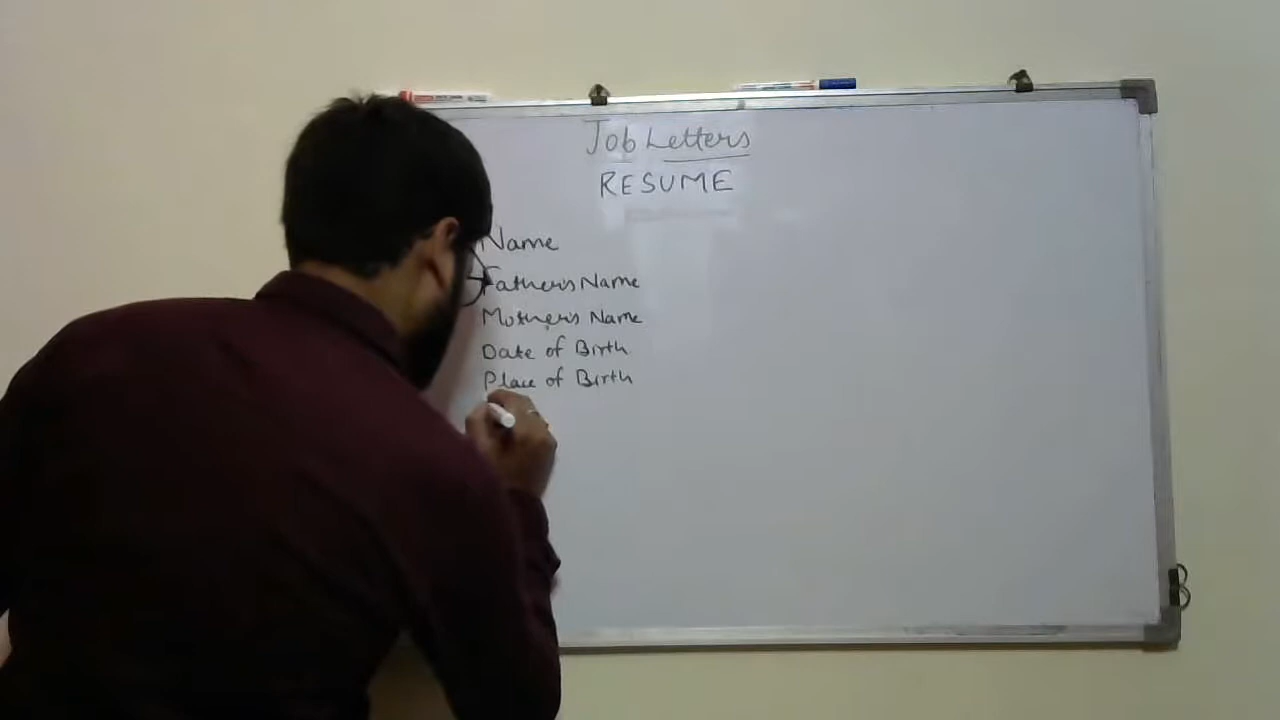 Job Letters
RESUME
Name
Father's Name
Mother's Name
Date of Birth
Place of Birth